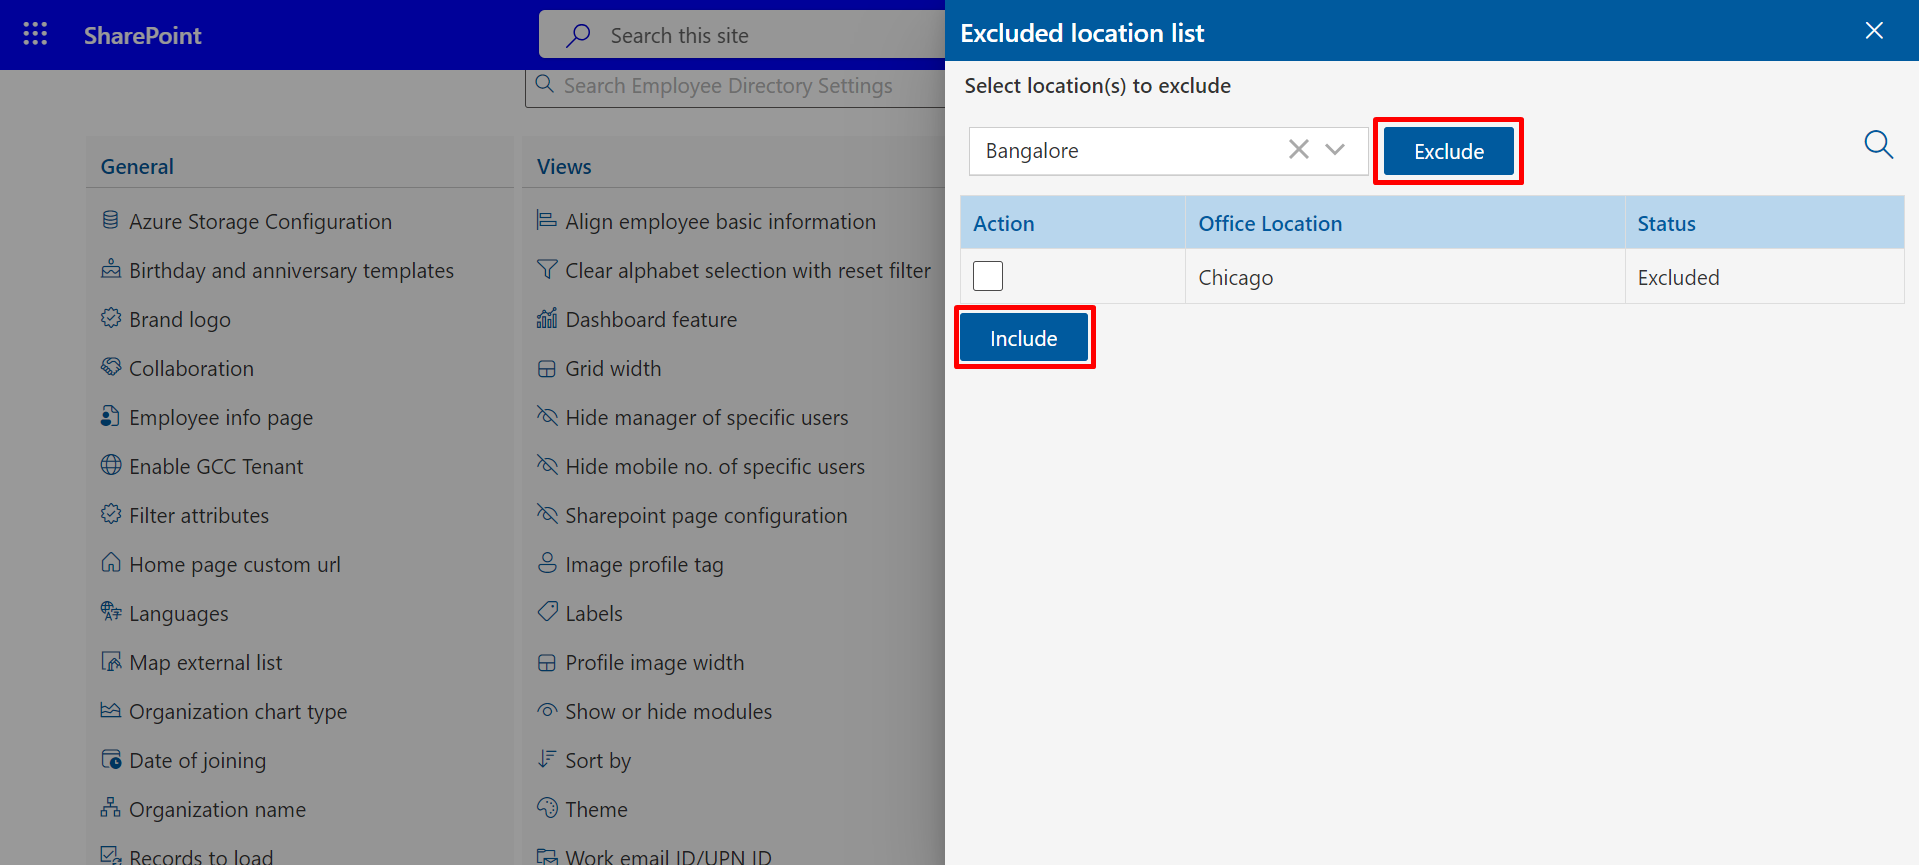 SharePoint
Search this site
Search Employee Directory Settings
General
Azure Storage Configuration
Birthday and anniversary templates
Brand logo
Collaboration
Employee info page
Enable GCC Tenant
Filter attributes
Home page custom url
Languages
Map external list
Organization chart type
Date of joining
Organization name
Records to load
Views
Align employee basic information
Clear alphabet selection with reset filter
Dashboard feature
Grid width
Hide manager of specific users
Hide mobile no. of specific users
Sharepoint page configuration
Image profile tag
Labels
Profile image width
Show or hide modules
Sort by
Theme
Work email ID/UPN ID
Excluded location list
Select location(s) to exclude
Bangalore
Exclude
Action Office Location Status
Chicago Excluded
Include